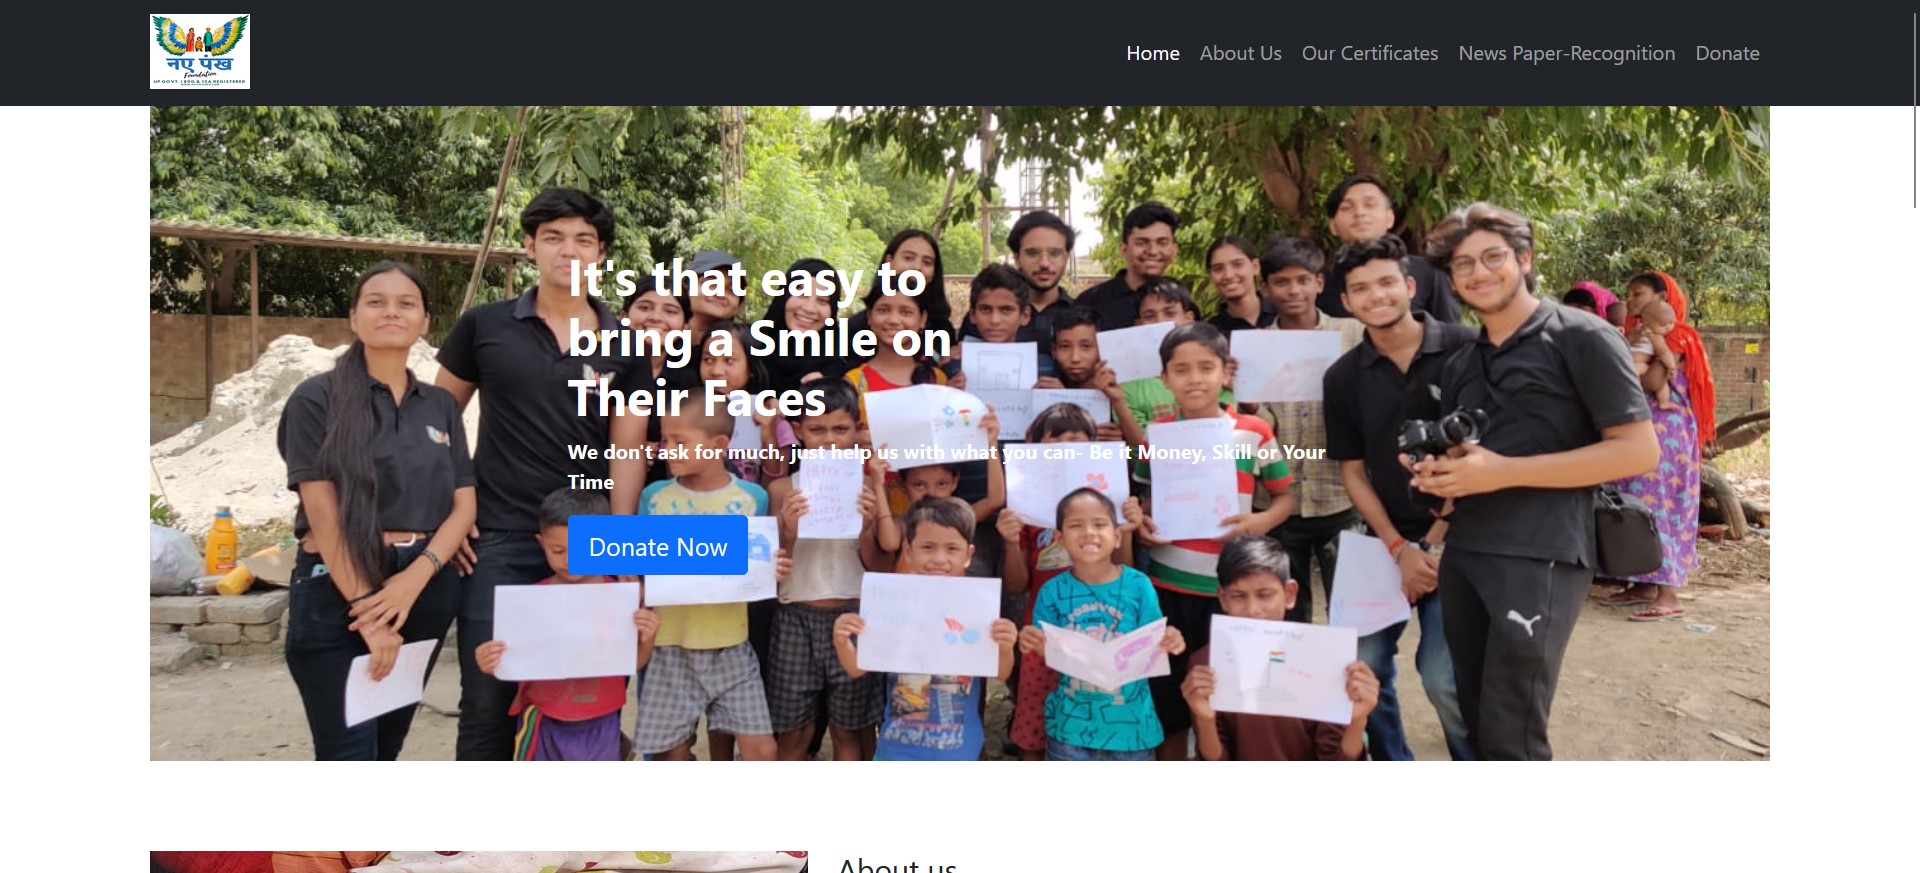 नए पंख
Foundation
UP GOVT. | 80G & 12A REGISTERED
Home About Us Our Certificates News Paper-Recognition Donate
It's that easy to
bring a Smile on
Their Faces
We don't ask for much, just help us with what you can- Be it Money, Skill or Your
Time
Donate Now
About us